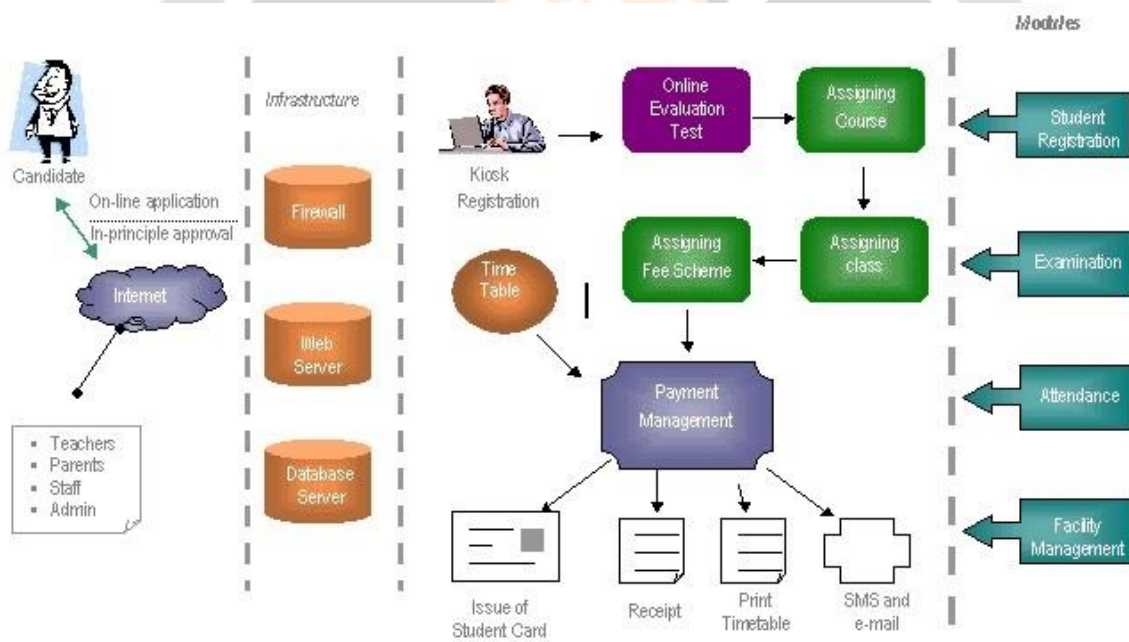 Modules
Candidate
On-line application
In-principle approval
Internet
Teachers
Parents
Staff
Admin
Infrastructure
Firewall
Web
Server
Database
Server
Kiosk
Registration
Online
Evaluation
Test
Assigning
Course
Assigning
Fee Scheme
Assigning
class
Time
Table
Payment
Management
Issue of
Student Card
Receipt
Print
Timetable
SMS and
e-mail
Student
Registration
Examination
Attendance
Facility
Management